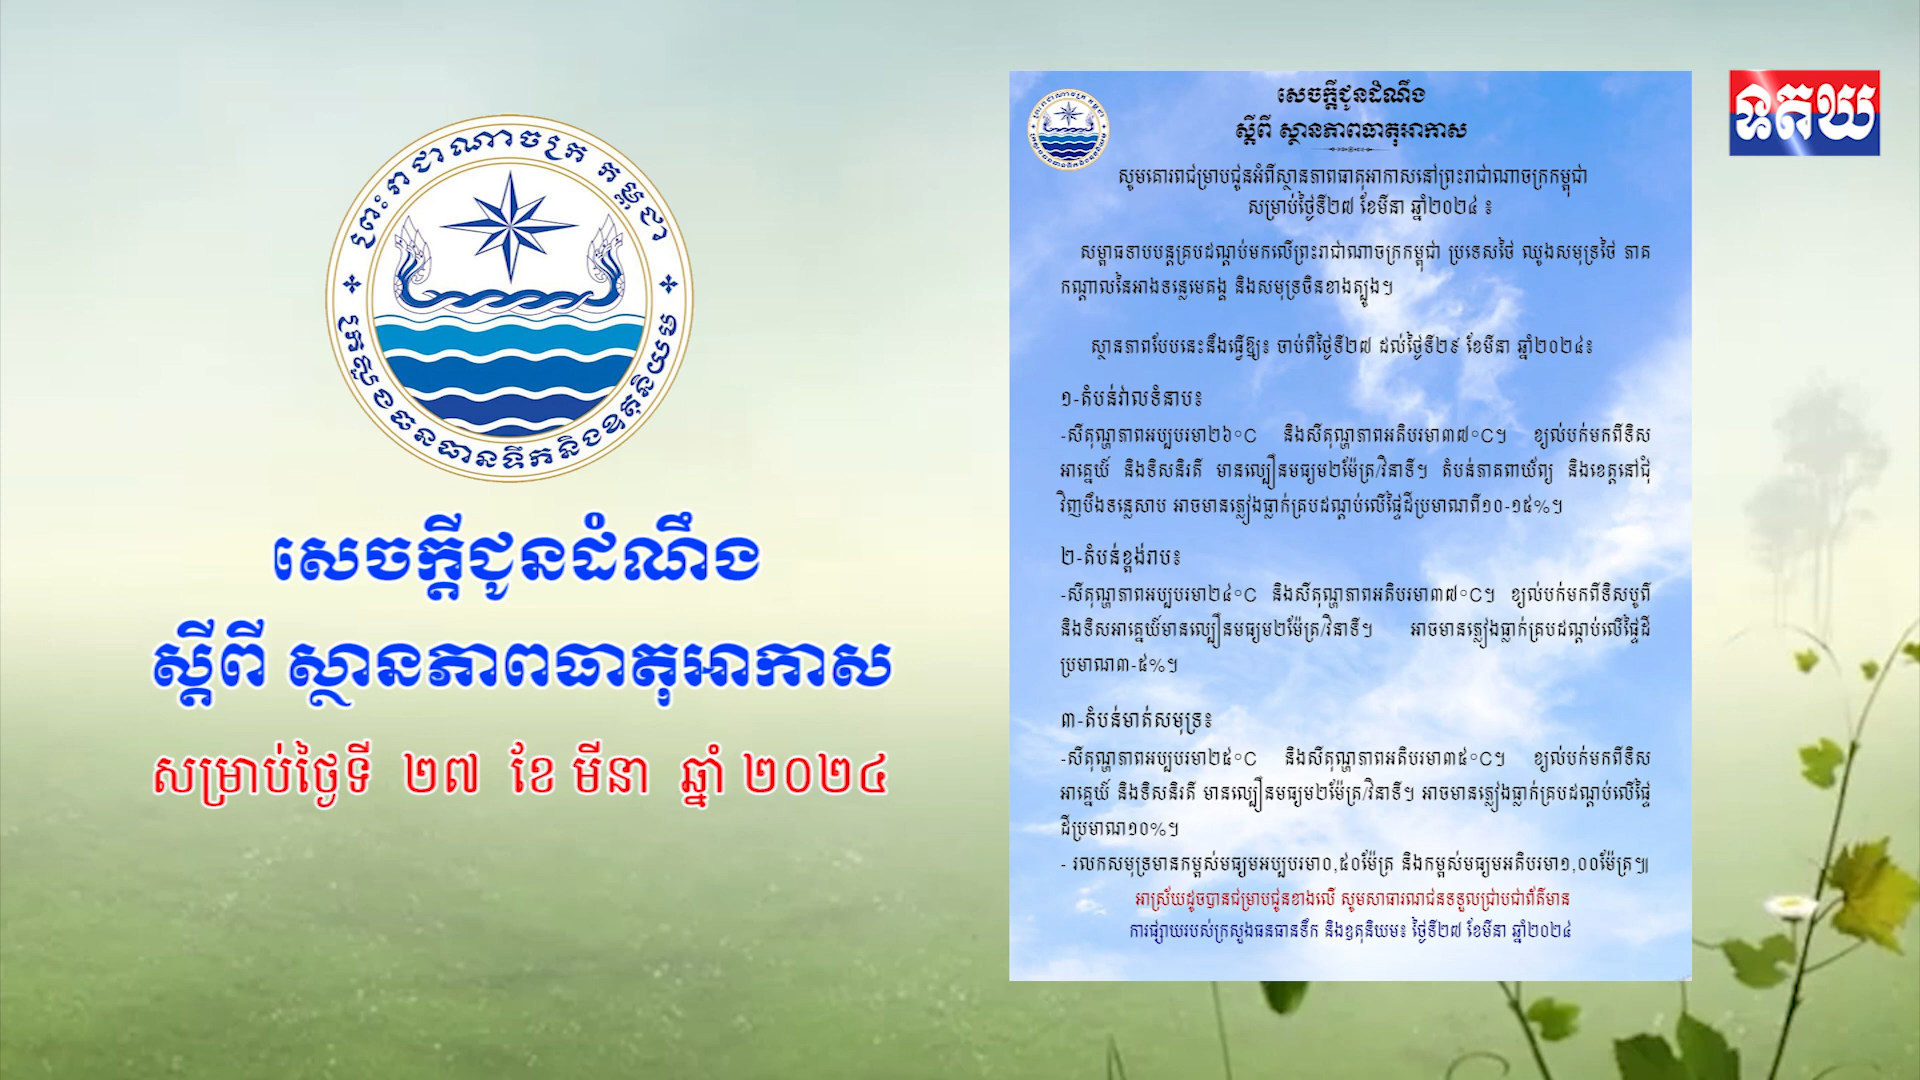 ព្រះរាជាណាចក្រ កម្ពុជា
ក្រសួងធនធានទឹកនិងឧតុនិយម
សេចក្តីជូនដំណឹង
ស្តីពី ស្ថានភាពធាតុអាកាស
សម្រាប់ថ្ងៃទី ២៧ ខែ មីនា ឆ្នាំ ២០២៤
សេចក្តីជូនដំណឹង
ស្តីពី ស្ថានភាពធាតុអាកាស
សូមគោរពជម្រាបជូនអំពីស្ថានភាពធាតុអាកាសនៅព្រះរាជាណាចក្រកម្ពុជា
សម្រាប់ថ្ងៃទី២៧ ខែមីនា ឆ្នាំ២០២៤ ៖
សម្ពាធទាបបន្តគ្របដណ្តប់មកលើព្រះរាជាណាចក្រកម្ពុជា ប្រទេសថៃ ឈូងសមុទ្រថៃ ភាគ
កណ្តាលនៃអាងទន្លេមេគង្គ និងសមុទ្រចិនខាងត្បូង។
ស្ថានភាពបែបនេះនឹងធ្វើឱ្យ៖ ចាប់ពីថ្ងៃទី២៧ ដល់ថ្ងៃទី២៩ ខែមីនា ឆ្នាំ២០២៤៖
១-តំបន់វាលទំនាប៖
-សីតុណ្ហភាពអប្បបរមា២៦°C និងសីតុណ្ហភាពអតិបរមា៣៧°C។ ខ្យល់បក់មកពីទិស
អាគ្នេយ៍ និងទិសនិរតី មានល្បឿនមធ្យម២ម៉ែត្រ/វិនាទី។ តំបន់ភាគពាយ័ព្យ និងខេត្តនៅជុំ
វិញបឹងទន្លេសាប អាចមានភ្លៀងធ្លាក់គ្របដណ្តប់លើផ្ទៃដីប្រមាណពី១០-១៥%។
២-តំបន់ខ្ពង់រាប៖
-សីតុណ្ហភាពអប្បបរមា២៤°C និងសីតុណ្ហភាពអតិបរមា៣៧°C។ ខ្យល់បក់មកពីទិសបូព៌
និងទិសអាគ្នេយ៍មានល្បឿនមធ្យម២ម៉ែត្រ/វិនាទី។ អាចមានភ្លៀងធ្លាក់គ្របដណ្តប់លើផ្ទៃដី
ប្រមាណ៣-៥%។
៣-តំបន់មាត់សមុទ្រ៖
-សីតុណ្ហភាពអប្បបរមា២៥°C និងសីតុណ្ហភាពអតិបរមា៣៥°C។ ខ្យល់បក់មកពីទិស
អាគ្នេយ៍ និងទិសនិរតី មានល្បឿនមធ្យម២ម៉ែត្រ/វិនាទី។ អាចមានភ្លៀងធ្លាក់គ្របដណ្តប់លើផ្ទៃ
ដីប្រមាណ១០%។
- រលកសមុទ្រមានកម្ពស់មធ្យមអប្បបរមា០,៥០ម៉ែត្រ និងកម្ពស់មធ្យមអតិបរមា១,០០ម៉ែត្រ៕
អាស្រ័យដូចបានជម្រាបជូនខាងលើ សូមសាធារណជនទទួលជ្រាបជាព័ត៌មាន
ការផ្សាយរបស់ក្រសួងធនធានទឹក និងឧតុនិយម៖ ថ្ងៃទី២៧ ខែមីនា ឆ្នាំ២០២៤
ទតយ